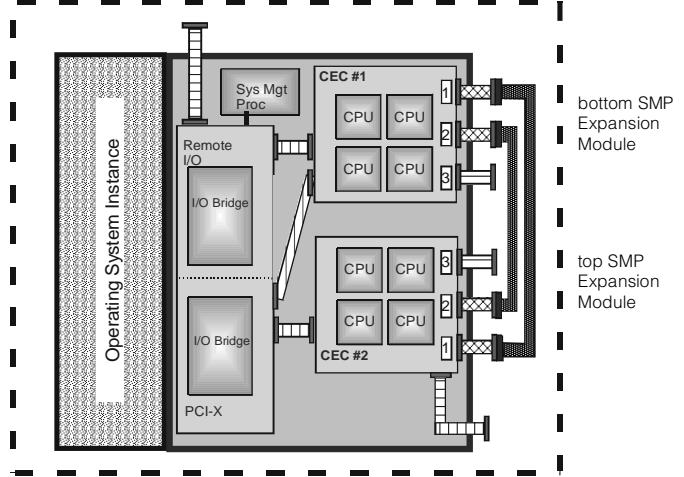 Operating System Instance
Sys Mgt
Proc
Remote
I/O
I/O Bridge
I/O Bridge
PCI-X
CEC #1
CPU
CPU
CPU
CPU
1
2
3
CPU
CPU
CPU
CPU
3
2
1
CEC #2
bottom SMP
Expansion
Module
top SMP
Expansion
Module